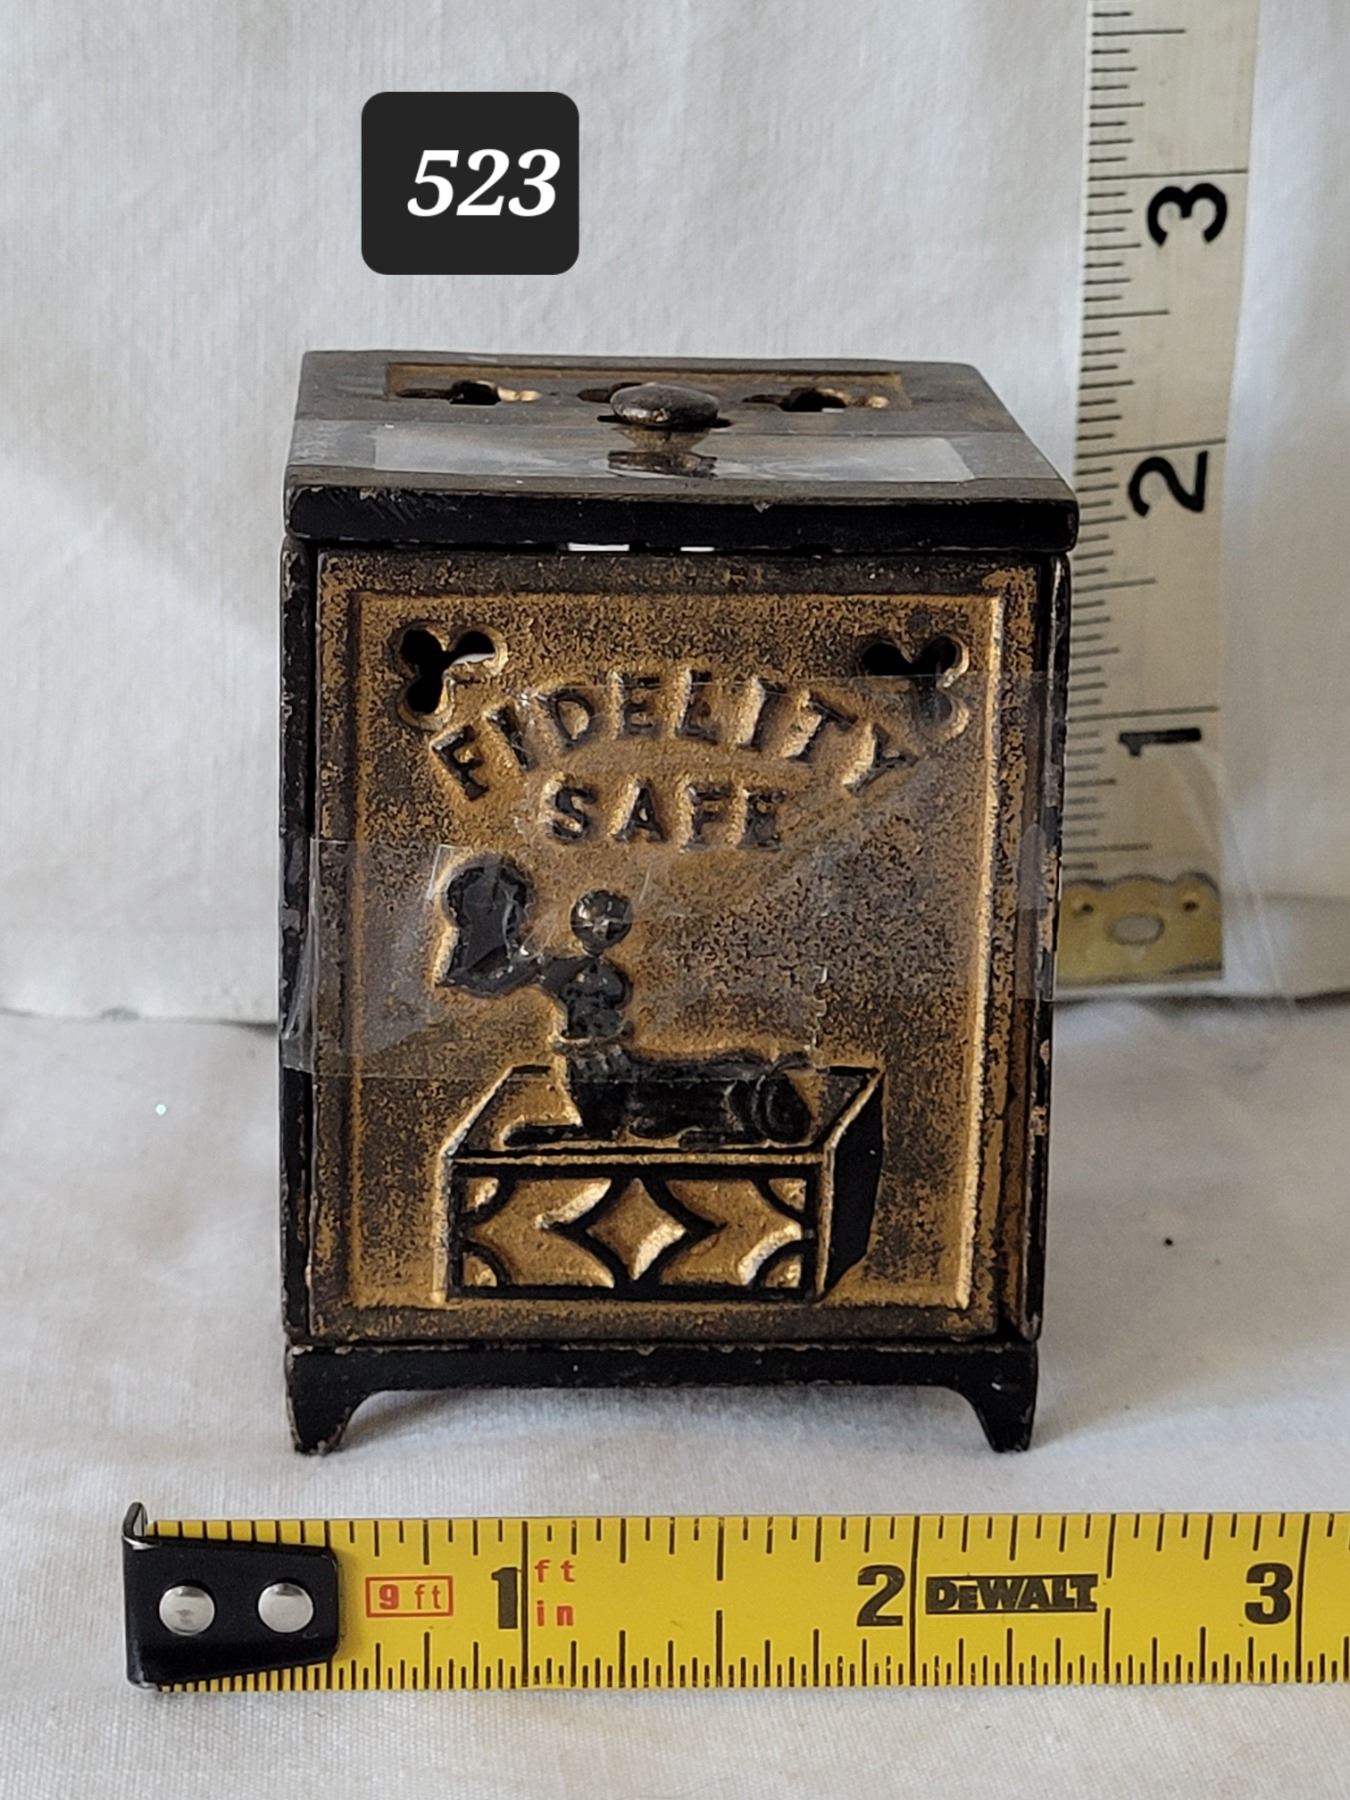 523
3
2
1
FIDELITY
SAFE
9 ft 1 ft 2 DEWALT 3
in